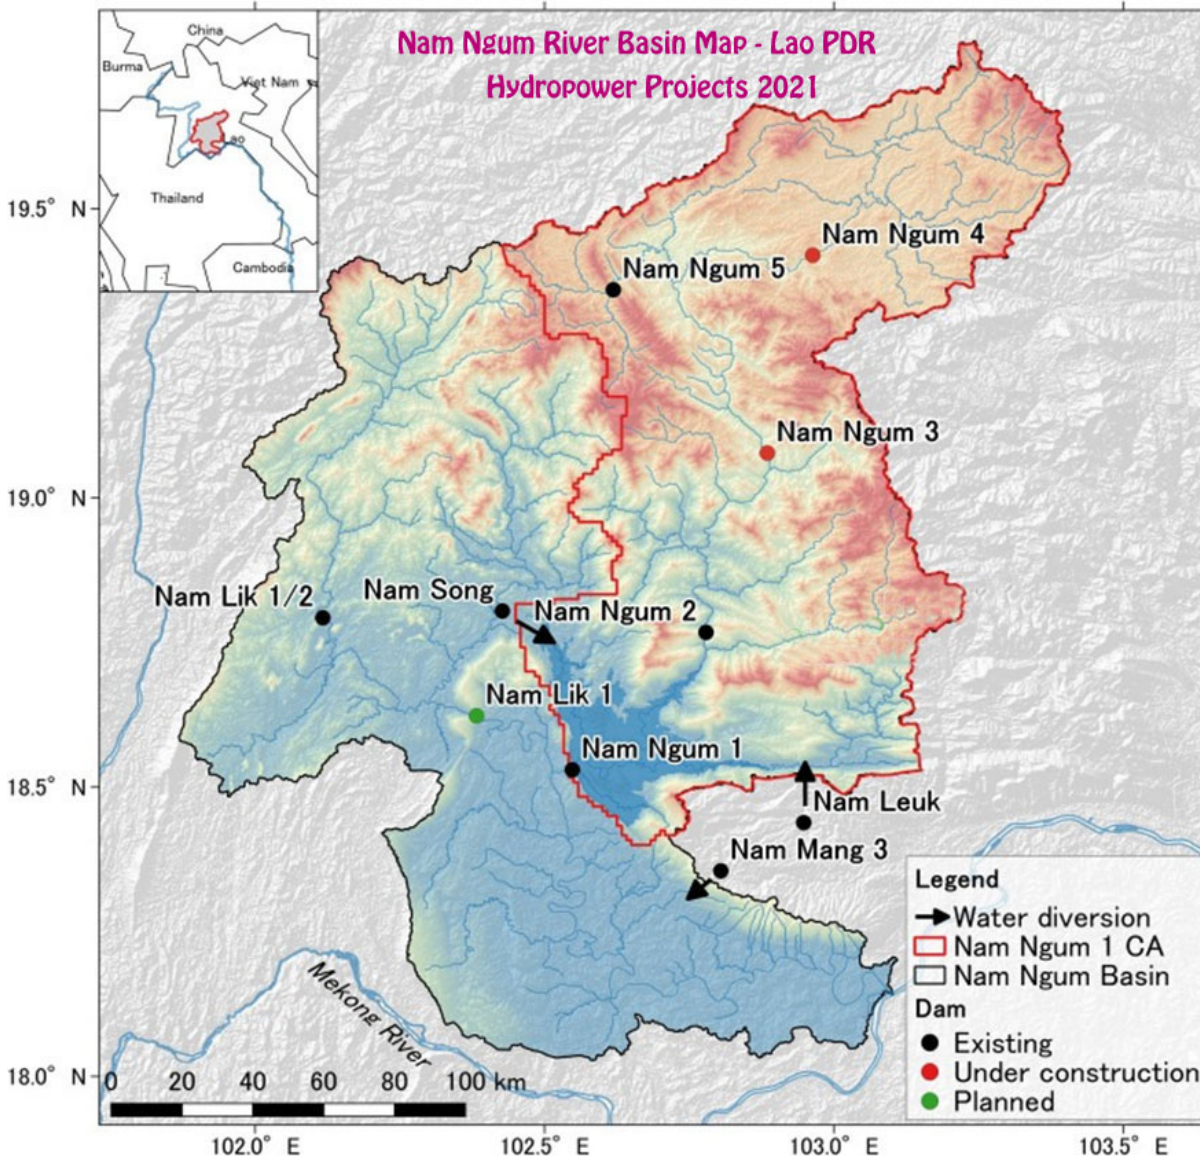 Nam Ngum River Basin Map - Lao PDR
Hydropower Projects 2021
China
Burma
Viet Nam
Lao
Thailand
Cambodia
19.5° N
19.0° N
18.5° N
18.0° N
Nam Ngum 4
Nam Ngum 5
Nam Ngum 3
Nam Lik 1/2
Nam Song
Nam Ngum 2
Nam Lik 1
Nam Ngum 1
Nam Leuk
Nam Mang 3
Mekong River
Legend
Water diversion
Nam Ngum 1 CA
Nam Ngum Basin
Dam
Existing
Under construction
Planned
0 20 40 60 80 100 km
102.0° E 102.5° E 103.0° E 103.5° E